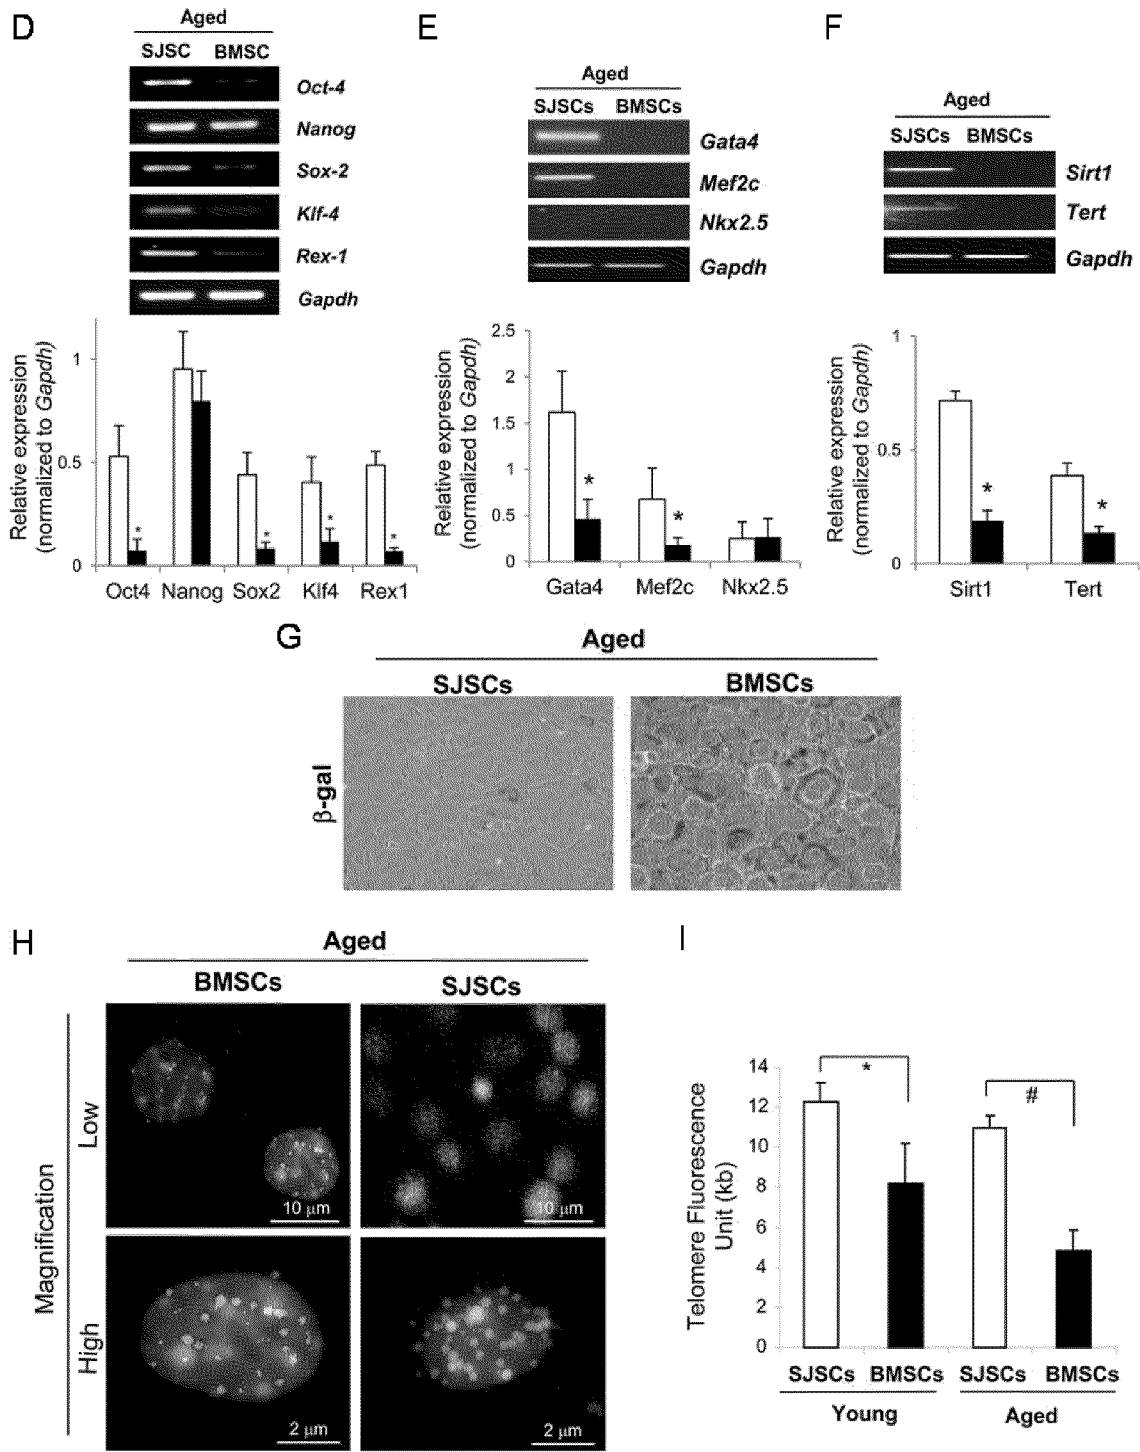 D
Aged
SJSC BMSC
Oct-4
Nanog
Sox-2
Klf-4
Rex-1
Gapdh
Relative expression
(normalized to Gapdh)
1
0.5
0
Oct4 Nanog Sox2 Klf4 Rex1
* * * *
E
Aged
SJSCs BMSCs
Gata4
Mef2c
Nkx2.5
Gapdh
Relative expression
(normalized to Gapdh)
2.5
2
1.5
1
0.5
0
* *
Gata4 Mef2c Nkx2.5
F
Aged
SJSCs BMSCs
Sirt1
Tert
Gapdh
Relative expression
(normalized to Gapdh)
1
0.5
0
* *
Sirt1 Tert
G
Aged
SJSCs BMSCs
β-gal
H
Aged
BMSCs SJSCs
Magnification
Low
10 μm 10 μm
High
2 μm 2 μm
I
Telomere Fluorescence
Unit (kb)
14
12
10
8
6
4
2
0
* #
SJSCs BMSCs SJSCs BMSCs
Young Aged